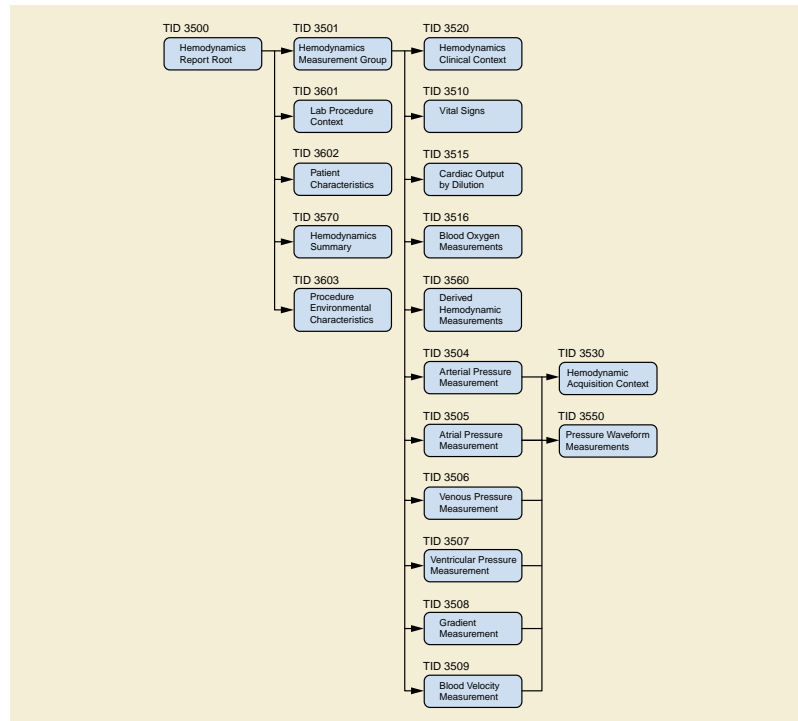 TID 3500
Hemodynamics
Report Root
TID 3501
Hemodynamics
Measurement Group
TID 3520
Hemodynamics
Clinical Context
TID 3601
Lab Procedure
Context
TID 3510
Vital Signs
TID 3602
Patient
Characteristics
TID 3515
Cardiac Output
by Dilution
TID 3570
Hemodynamics
Summary
TID 3516
Blood Oxygen
Measurements
TID 3603
Procedure
Environmental
Characteristics
TID 3560
Derived
Hemodynamic
Measurements
TID 3504
Arterial Pressure
Measurement
TID 3530
Hemodynamic
Acquisition Context
TID 3505
Atrial Pressure
Measurement
TID 3550
Pressure Waveform
Measurements
TID 3506
Venous Pressure
Measurement
TID 3507
Ventricular Pressure
Measurement
TID 3508
Gradient
Measurement
TID 3509
Blood Velocity
Measurement